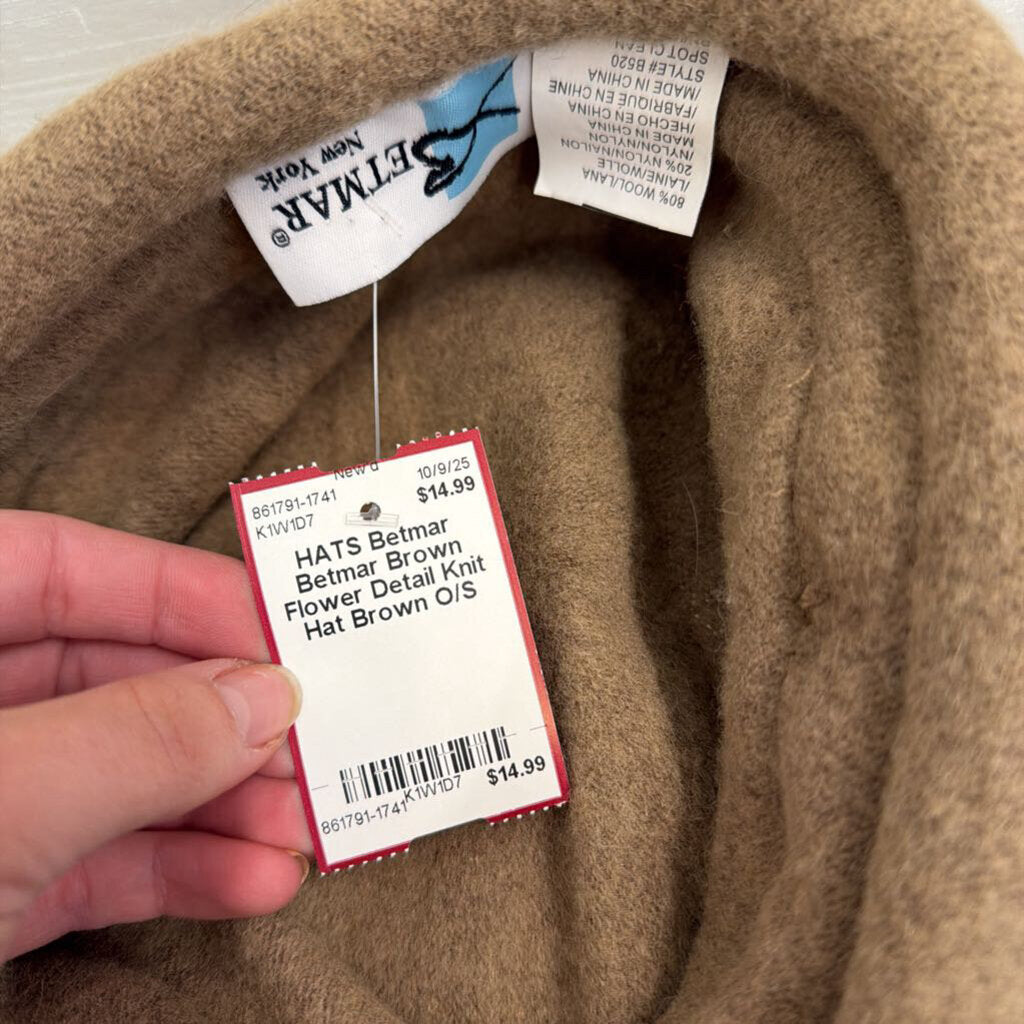 BETMAR®
New York
80% WOOL/LANA
/LAINE/WOLLE
20% NYLON/NAILON
/NYLON/NYLON
MADE IN CHINA
/HECHO EN CHINA
/FABRIQUE EN CHINE
/MADE IN CHINA
STYLE# B520
SPOT CLEAN
10/9/25
861791-1741
$14.99
K1W1D7
HATS Betmar
Betmar Brown
Flower Detail Knit
Hat Brown O/S
$14.99
861791-1741
K1W1D7